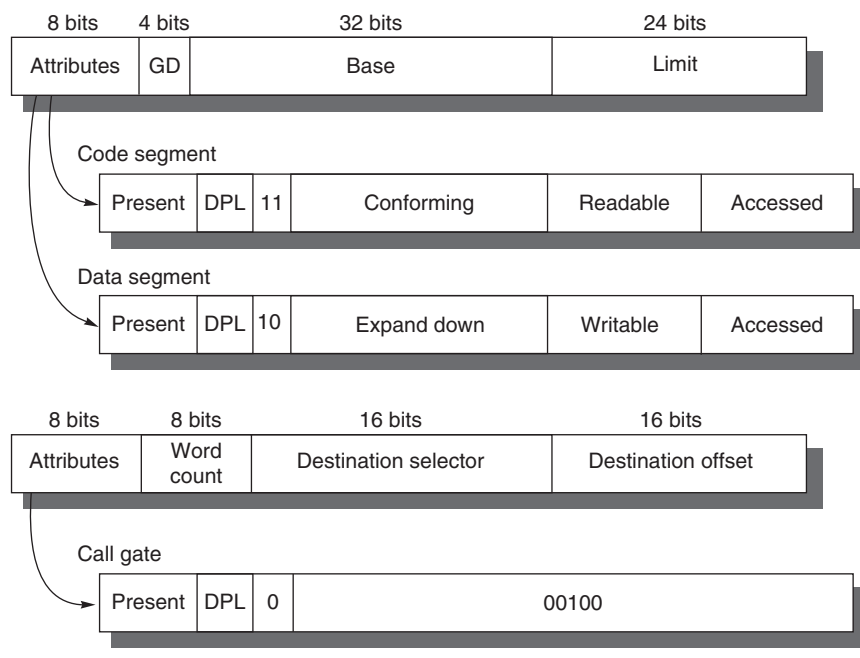 8 bits 4 bits 32 bits 24 bits
Attributes GD Base Limit
Code segment
Present DPL 11 Conforming Readable Accessed
Data segment
Present DPL 10 Expand down Writable Accessed
8 bits 8 bits 16 bits 16 bits
Attributes Word count Destination selector Destination offset
Call gate
Present DPL 0 00100